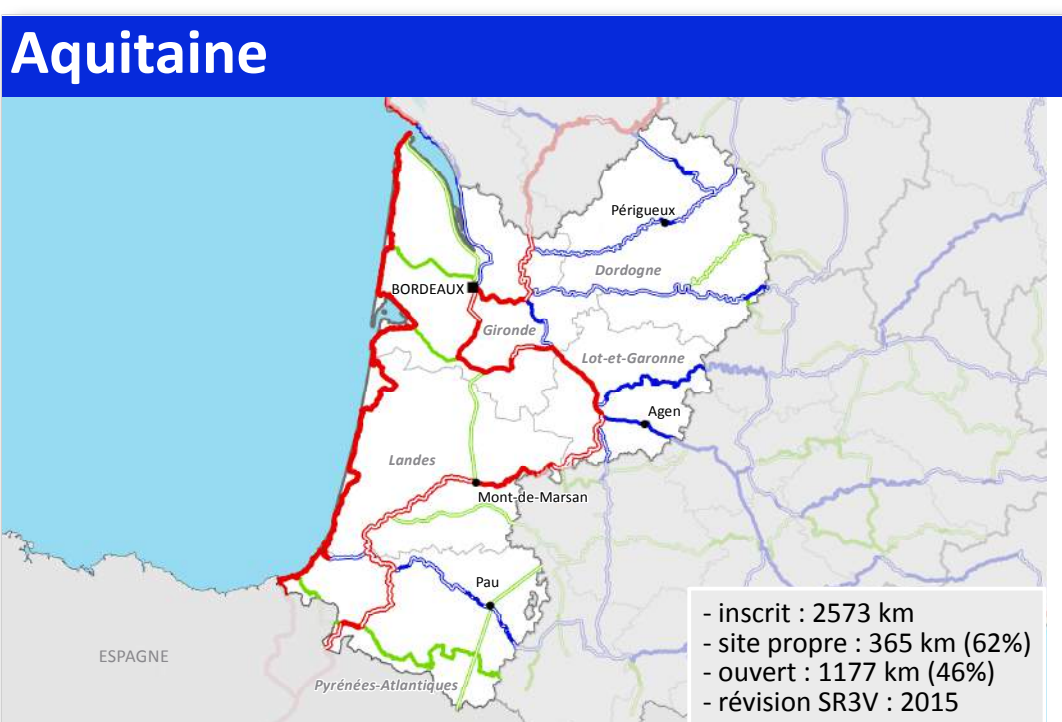 Aquitaine
Périgueux
Dordogne
BORDEAUX
Gironde
Lot-et-Garonne
Agen
Landes
Mont-de-Marsan
Pau
ESPAGNE
Pyrénées-Atlantiques
- inscrit : 2573 km
- site propre : 365 km (62%)
- ouvert : 1177 km (46%)
- révision SR3V : 2015